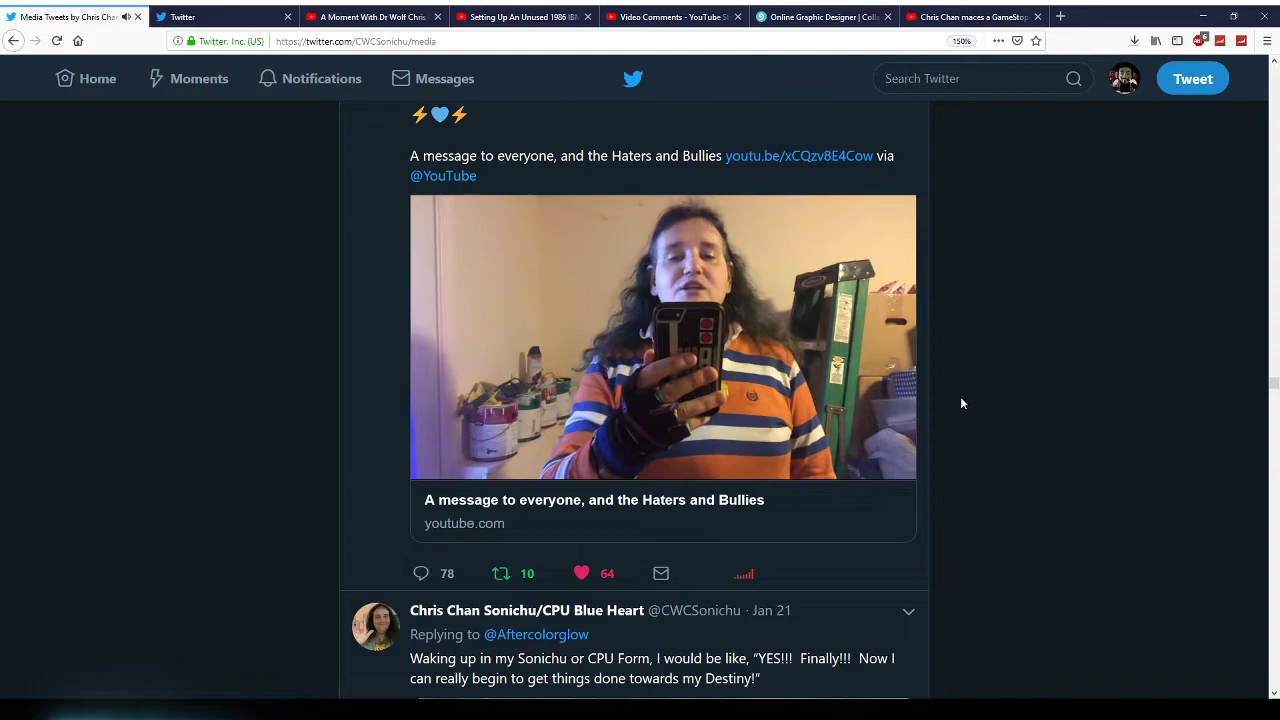 Media Tweets by Chris Chan
Twitter
A Moment With Dr Wolf Chris
Setting Up An Unused 1986 IBM
Video Comments - YouTube St
Online Graphic Designer | Colle
Chris Chan maces a GameStop
Twitter, Inc. (US)
https://twitter.com/CWCSonichu/media
150%
6
Home
Moments
Notifications
Messages
Search Twitter
Tweet
⚡💙⚡
A message to everyone, and the Haters and Bullies youtu.be/xCQzv8E4Cow via
@YouTube
A message to everyone, and the Haters and Bullies
youtube.com
78
10
64
Chris Chan Sonichu/CPU Blue Heart @CWCSonichu · Jan 21
Replying to @Aftercolorglow
Waking up in my Sonichu or CPU Form, I would be like, “YES!!! Finally!!! Now I
can really begin to get things done towards my Destiny!”